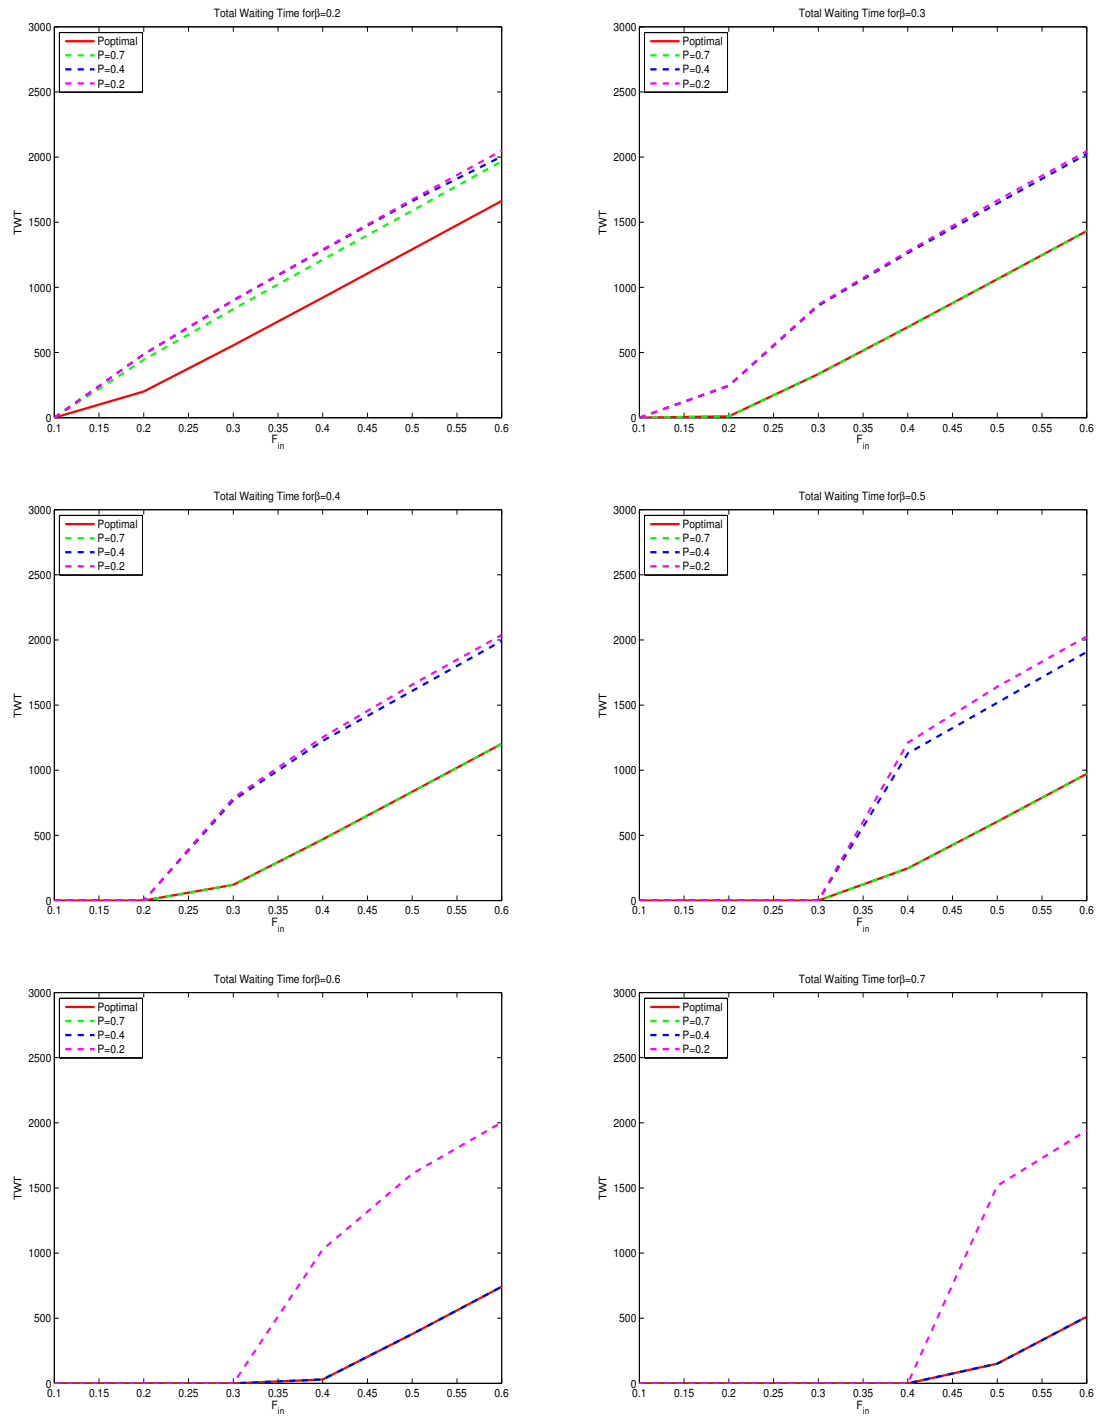 Total Waiting Time forβ=0.2
3000
2500
2000
1500
1000
500
0
TWT
Poptimal
P=0.7
P=0.4
P=0.2
0.1 0.15 0.2 0.25 0.3 0.35 0.4 0.45 0.5 0.55 0.6
F_in
Total Waiting Time forβ=0.3
3000
2500
2000
1500
1000
500
0
TWT
Poptimal
P=0.7
P=0.4
P=0.2
0.1 0.15 0.2 0.25 0.3 0.35 0.4 0.45 0.5 0.55 0.6
F_in
Total Waiting Time forβ=0.4
3000
2500
2000
1500
1000
500
0
TWT
Poptimal
P=0.7
P=0.4
P=0.2
0.1 0.15 0.2 0.25 0.3 0.35 0.4 0.45 0.5 0.55 0.6
F_in
Total Waiting Time forβ=0.5
3000
2500
2000
1500
1000
500
0
TWT
Poptimal
P=0.7
P=0.4
P=0.2
0.1 0.15 0.2 0.25 0.3 0.35 0.4 0.45 0.5 0.55 0.6
F_in
Total Waiting Time forβ=0.6
3000
2500
2000
1500
1000
500
0
TWT
Poptimal
P=0.7
P=0.4
P=0.2
0.1 0.15 0.2 0.25 0.3 0.35 0.4 0.45 0.5 0.55 0.6
F_in
Total Waiting Time forβ=0.7
3000
2500
2000
1500
1000
500
0
TWT
Poptimal
P=0.7
P=0.4
P=0.2
0.1 0.15 0.2 0.25 0.3 0.35 0.4 0.45 0.5 0.55 0.6
F_in